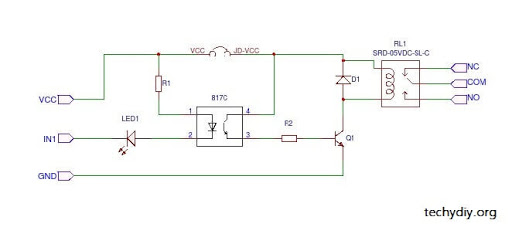 RL1
SRD-05VDC-SL-C
VCC JD-VCC
NC
COM
NO
D1
R1
817C
VCC
1 4
LED1
2 3
R2
Q1
IN1
GND
techydiy.org